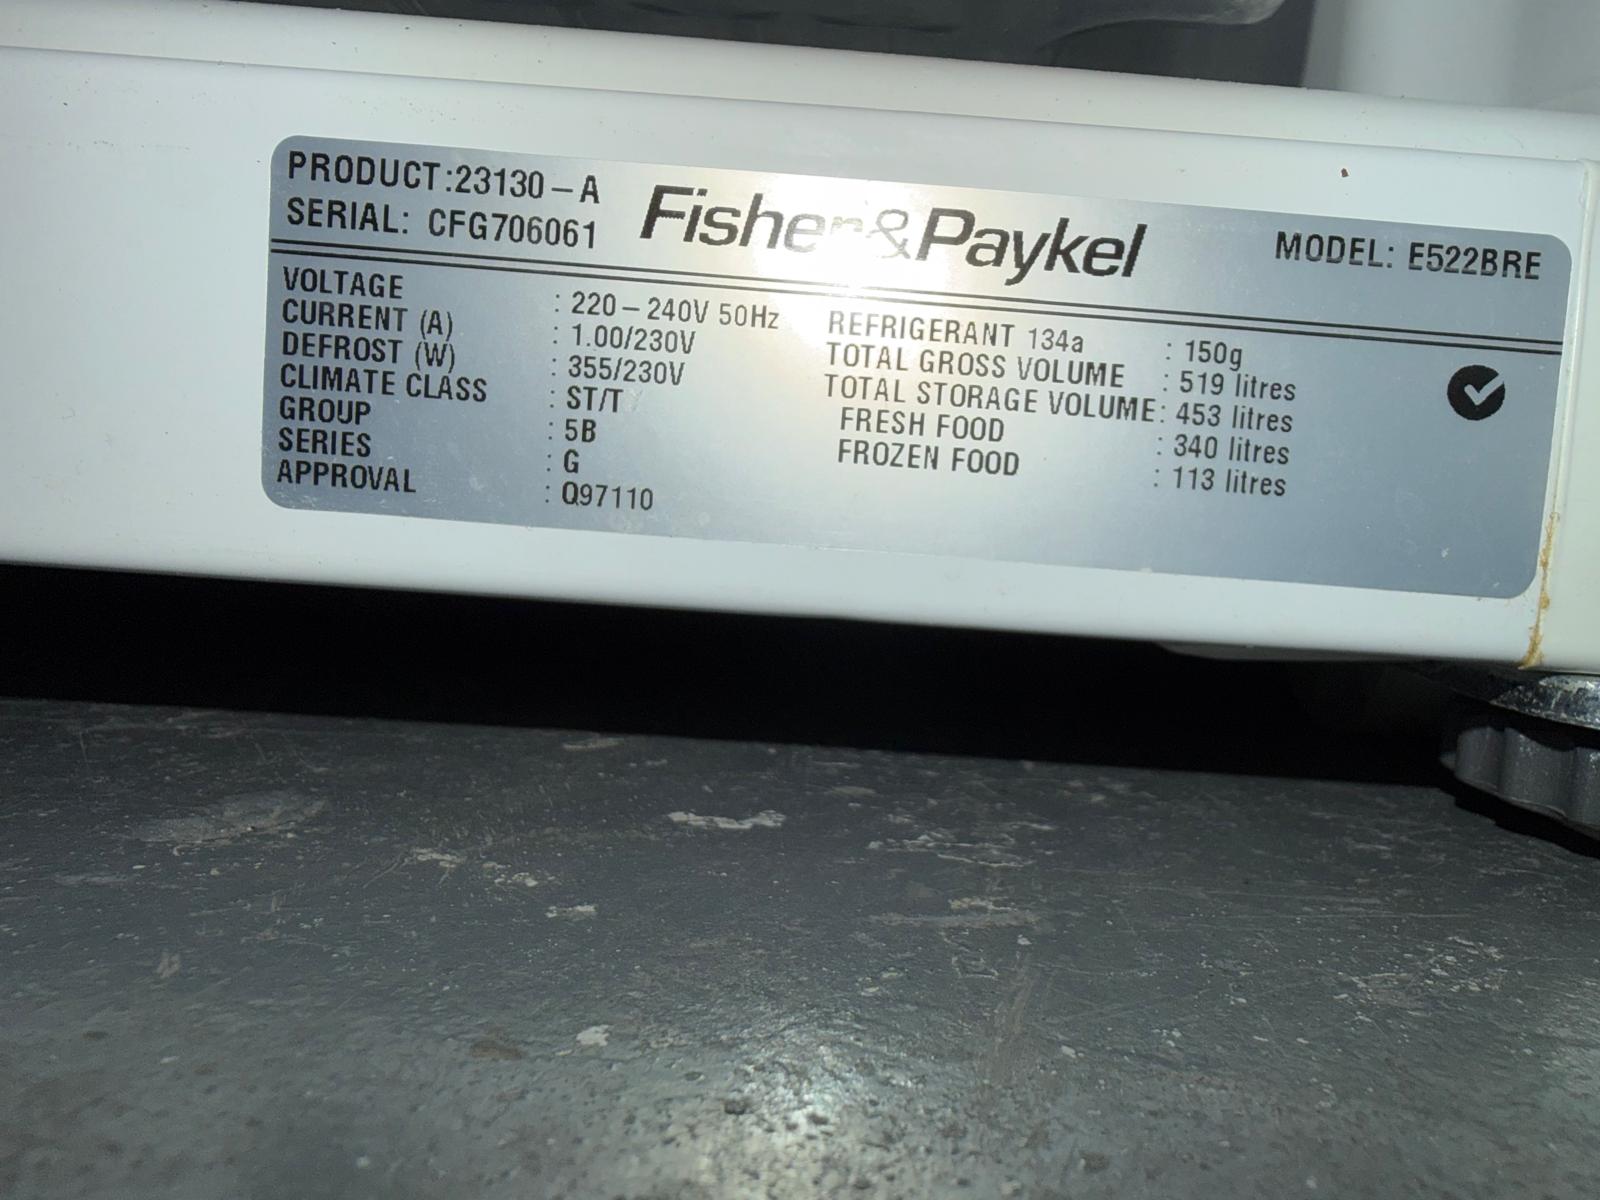 PRODUCT:23130-A
SERIAL: CFG706061
Fisher&Paykel
MODEL: E522BRE
VOLTAGE : 220-240V 50Hz
CURRENT (A) : 1.00/230V
DEFROST (W) : 355/230V
CLIMATE CLASS : ST/T
GROUP : 5B
SERIES : G
APPROVAL : Q97110
REFRIGERANT 134a : 150g
TOTAL GROSS VOLUME : 519 litres
TOTAL STORAGE VOLUME: 453 litres
FRESH FOOD : 340 litres
FROZEN FOOD : 113 litres